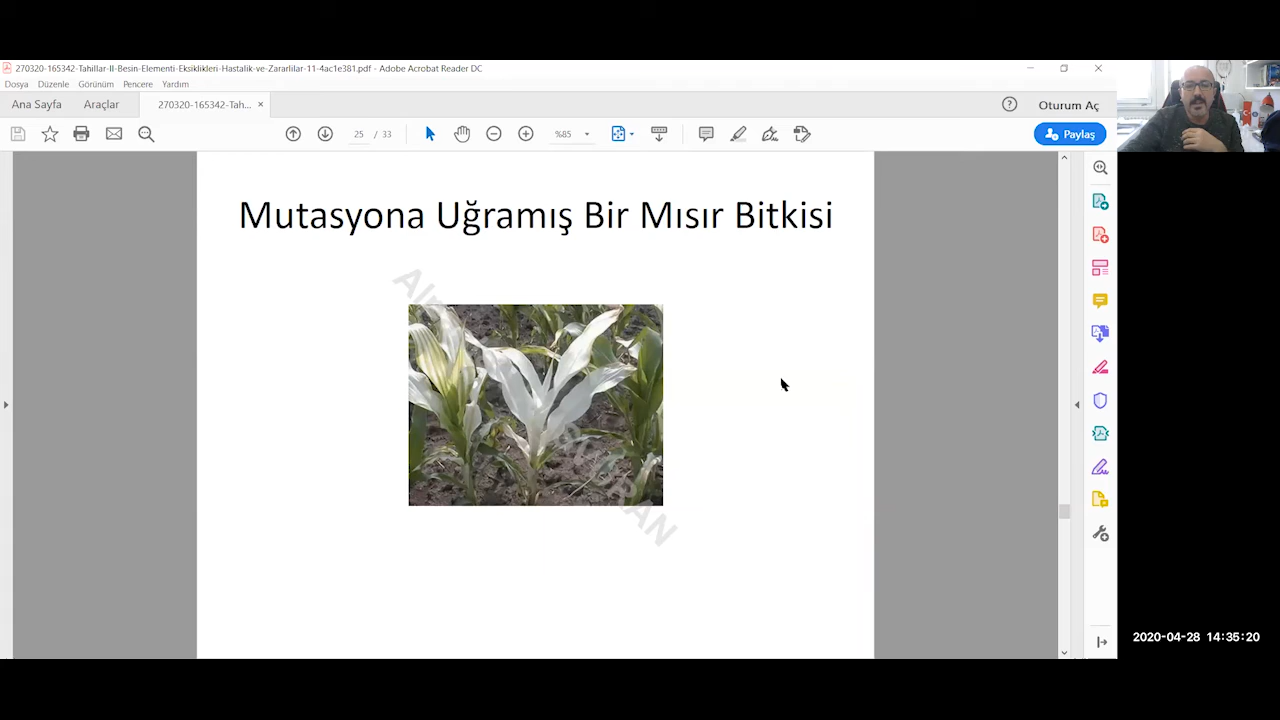 270320-165342-Tahillar-II-Besin-Elementi-Eksiklikleri-Hastalik-ve-Zararlilar-11-4ac1e381.pdf - Adobe Acrobat Reader DC
Dosya Düzenle Görünüm Pencere Yardım
Ana Sayfa Araçlar 270320-165342-Tah... Oturum Aç
25 / 33 %85 Paylaş
Mutasyona Uğramış Bir Mısır Bitkisi
2020-04-28 14:35:20